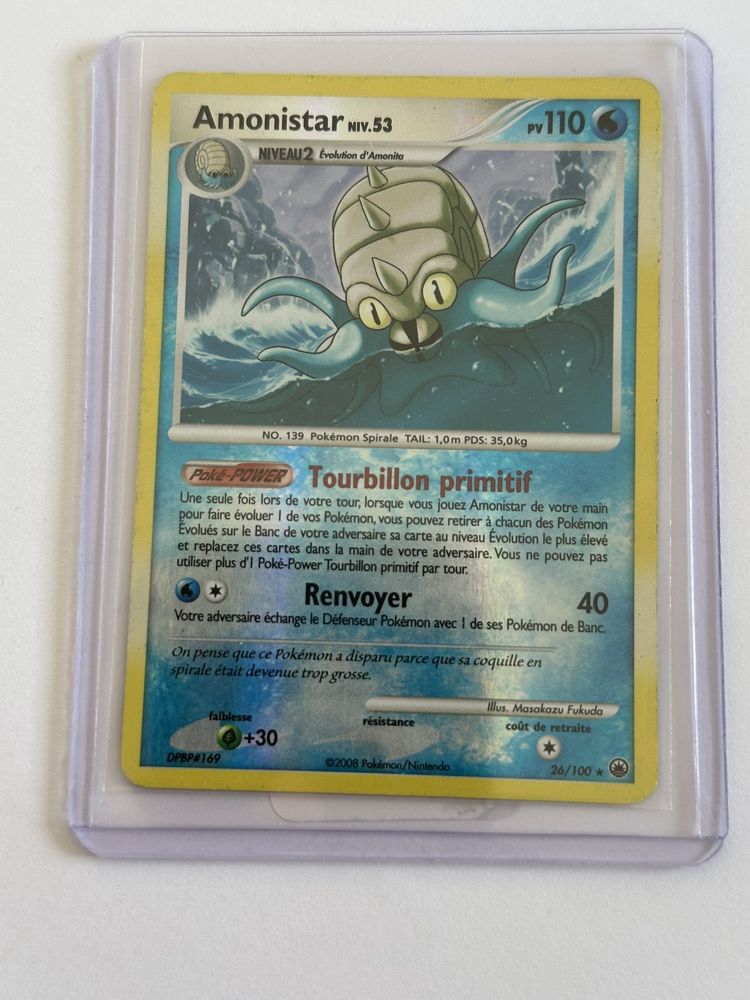 Amonistar NIV.53 PV 110
NIVEAU2 Évolution d'Amonita
NO. 139 Pokémon Spirale TAIL: 1,0m PDS: 35,0kg
Poké-POWER Tourbillon primitif
Une seule fois lors de votre tour, lorsque vous jouez Amonistar de votre main
pour faire évoluer 1 de vos Pokémon, vous pouvez retirer à chacun des Pokémon
Évolués sur le Banc de votre adversaire sa carte au niveau Évolution le plus élevé
et replacez ces cartes dans la main de votre adversaire. Vous ne pouvez pas
utiliser plus d'1 Poké-Power Tourbillon primitif par tour.
Renvoyer 40
Votre adversaire échange le Défenseur Pokémon avec 1 de ses Pokémon de Banc.
On pense que ce Pokémon a disparu parce que sa coquille en
spirale était devenue trop grosse.
Illus. Masakazu Fukuda
faiblesse résistance coût de retraite
+30
DPBP#169 ©2008 Pokémon/Nintendo 26/100 ★